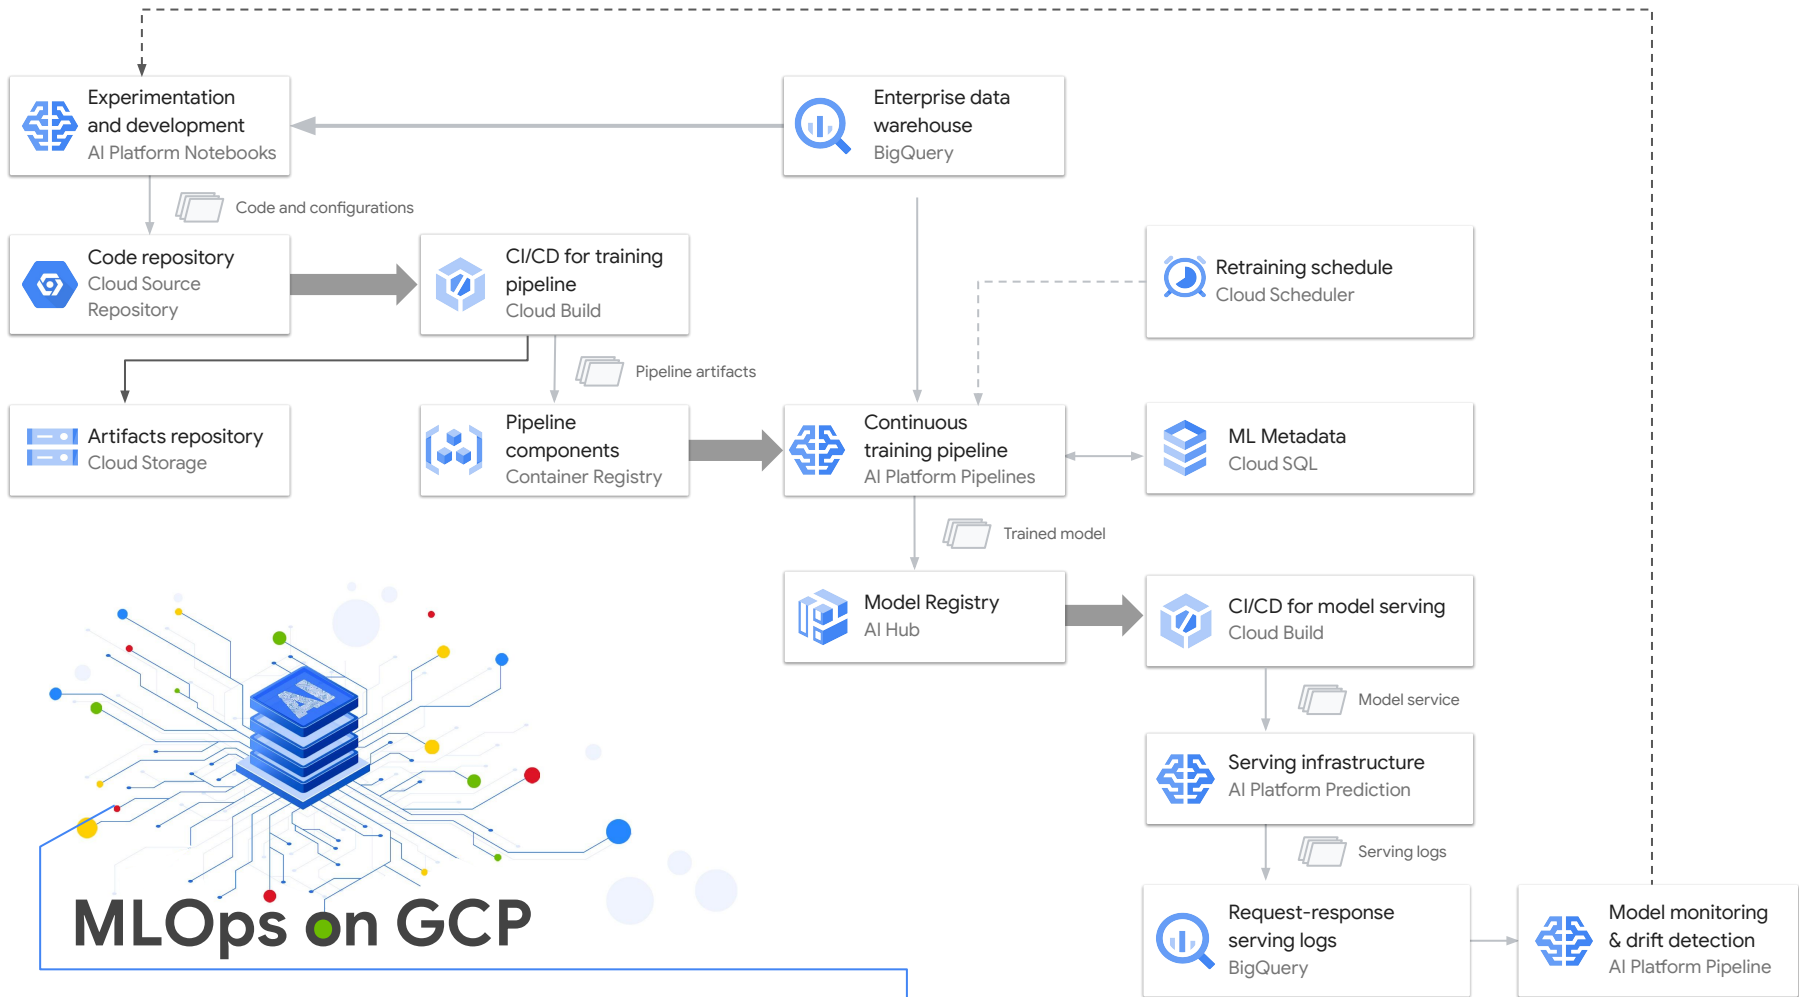 Experimentation
and development
AI Platform Notebooks
Enterprise data
warehouse
BigQuery
Code and configurations
Code repository
Cloud Source
Repository
CI/CD for training
pipeline
Cloud Build
Retraining schedule
Cloud Scheduler
Pipeline artifacts
Artifacts repository
Cloud Storage
Pipeline
components
Container Registry
Continuous
training pipeline
AI Platform Pipelines
ML Metadata
Cloud SQL
Trained model
Model Registry
AI Hub
CI/CD for model serving
Cloud Build
AI
Model service
Serving infrastructure
AI Platform Prediction
Serving logs
MLOps on GCP
Request-response
serving logs
BigQuery
Model monitoring
& drift detection
AI Platform Pipeline